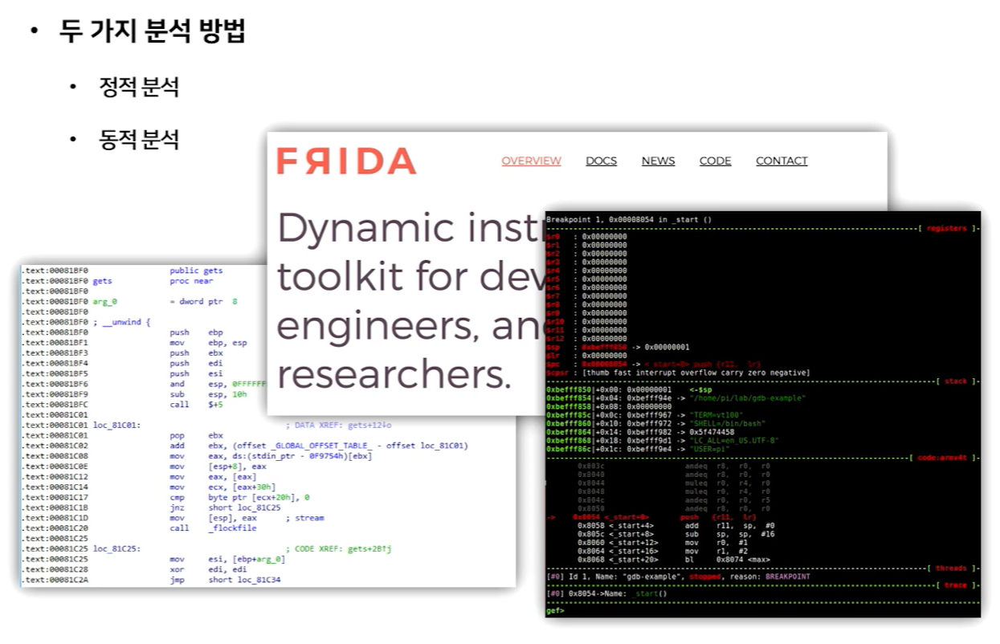 • 두 가지 분석 방법
• 정적 분석
• 동적 분석
FRIDA
OVERVIEW DOCS NEWS CODE CONTACT
Dynamic inst
toolkit for dev
engineers, and
researchers.
.text:00081BF0 public gets
.text:00081BF0 gets proc near
.text:00081BF0
.text:00081BF0 arg_0 = dword ptr 8
.text:00081BF0
.text:00081BF0 ; __unwind {
.text:00081BF0 push ebp
.text:00081BF1 mov ebp, esp
.text:00081BF3 push ebx
.text:00081BF4 push edi
.text:00081BF5 push esi
.text:00081BF6 and esp, 0FFFFFF
.text:00081BF9 sub esp, 10h
.text:00081BFC call $+5
.text:00081C01
.text:00081C01 loc_81C01: ; DATA XREF: gets+12↓o
.text:00081C01 pop ebx
.text:00081C02 add ebx, (offset _GLOBAL_OFFSET_TABLE_ - offset loc_81C01)
.text:00081C08 mov eax, ds:(stdin_ptr - 0F9754h)[ebx]
.text:00081C0E mov [esp+8], eax
.text:00081C12 mov eax, [eax]
.text:00081C14 mov ecx, [eax+30h]
.text:00081C17 cmp byte ptr [ecx+20h], 0
.text:00081C1B jnz short loc_81C25
.text:00081C1D mov [esp], eax ; stream
.text:00081C20 call _flockfile
.text:00081C25
.text:00081C25 loc_81C25: ; CODE XREF: gets+2B↑j
.text:00081C25 mov esi, [ebp+arg_0]
.text:00081C28 xor edi, edi
.text:00081C2A jmp short loc_81C34
Breakpoint 1, 0x00008054 in _start ()
[ registers ]
$r0 : 0x00000000
$r1 : 0x00000000
$r2 : 0x00000000
$r3 : 0x00000000
$r4 : 0x00000000
$r5 : 0x00000000
$r6 : 0x00000000
$r7 : 0x00000000
$r8 : 0x00000000
$r9 : 0x00000000
$r10 : 0x00000000
$r11 : 0x00000000
$r12 : 0x00000000
$sp : 0xbefff850 -> 0x00000001
$lr : 0x00000000
$pc : 0x00008054 -> <_start+0> push {r11, lr}
$cpsr : [thumb fast interrupt overflow carry zero negative]
[ stack ]
0xbefff850|+0x00: 0x00000001 <-$sp
0xbefff854|+0x04: 0xbefff94e -> "/home/pi/lab/gdb-example"
0xbefff858|+0x08: 0x00000000
0xbefff85c|+0x0c: 0xbefff967 -> "TERM=vt100"
0xbefff860|+0x10: 0xbefff972 -> "SHELL=/bin/bash"
0xbefff864|+0x14: 0xbefff982 -> 0x5f474458
0xbefff868|+0x18: 0xbefff9d1 -> "LC_ALL=en_US.UTF-8"
0xbefff86c|+0x1c: 0xbefff9e4 -> "USER=pi"
[ code:armv4t ]
0x803c andeq r8, r0, r0
0x8040 andeq r8, r0, r0
0x8044 muleq r0, r4, r0
0x8048 muleq r0, r4, r0
0x804c andeq r0, r0, r5
0x8050 andeq r8, r0, r0
-> 0x8054 <_start+0> push {r11, lr}
0x8058 <_start+4> add r11, sp, #0
0x805c <_start+8> sub sp, sp, #16
0x8060 <_start+12> mov r0, #1
0x8064 <_start+16> mov r1, #2
0x8068 <_start+20> bl 0x8074 <max>
[ threads ]
[#0] Id 1, Name: "gdb-example", stopped, reason: BREAKPOINT
[ trace ]
[#0] 0x8054->Name: _start()
gef>